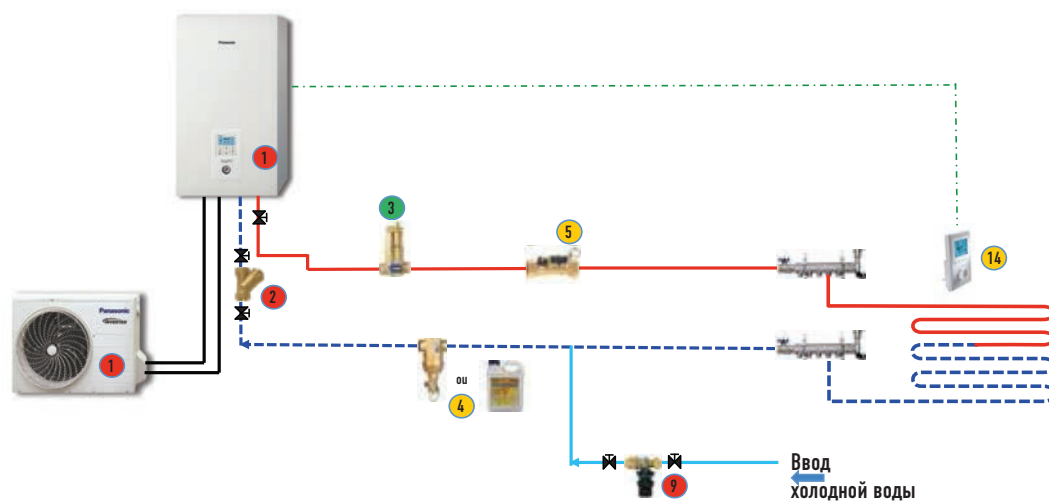 Panasonic
1
3
5
14
2
Panasonic
INVERTER
1
ou
4
9
Ввод
холодной воды